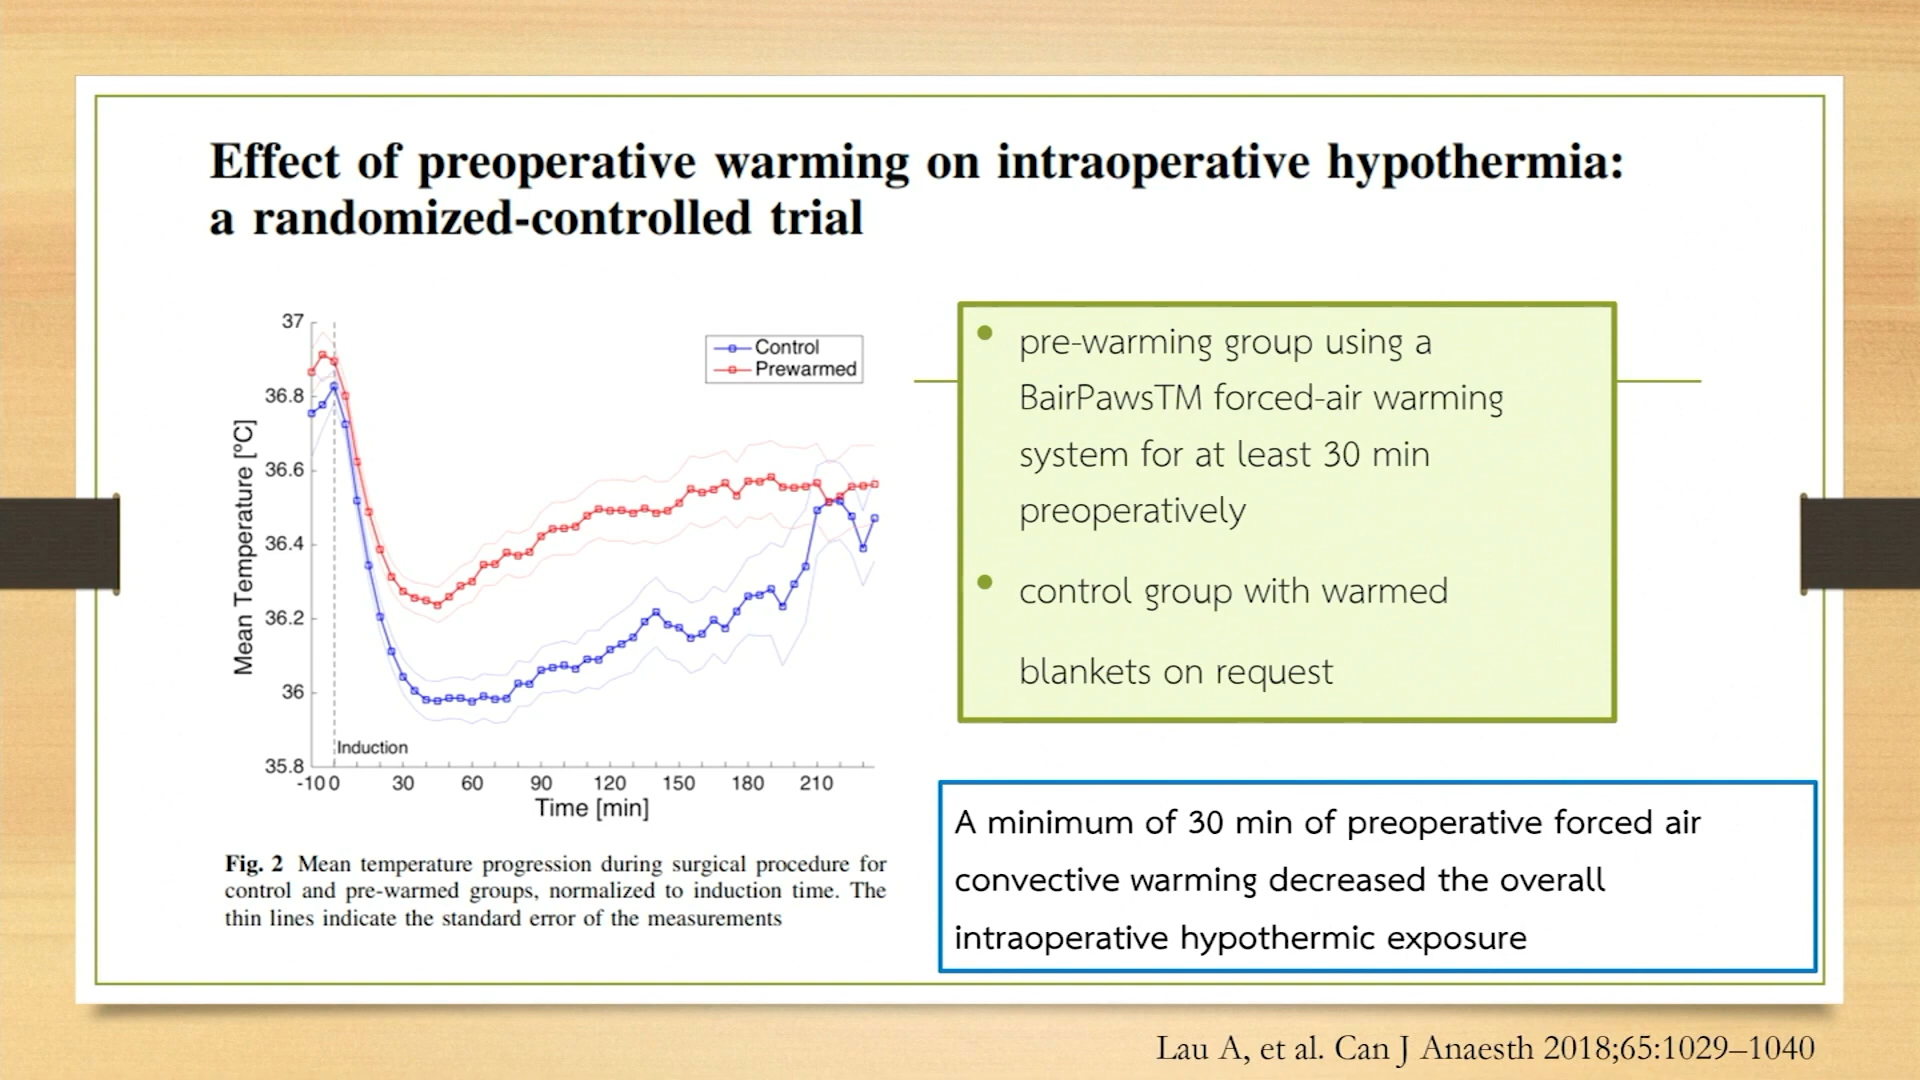 Effect of preoperative warming on intraoperative hypothermia:
a randomized-controlled trial
37
36.8
36.6
36.4
36.2
36
35.8
Mean Temperature [°C]
Control
Prewarmed
Induction
-10 0 30 60 90 120 150 180 210
Time [min]
Fig. 2 Mean temperature progression during surgical procedure for
control and pre-warmed groups, normalized to induction time. The
thin lines indicate the standard error of the measurements
• pre-warming group using a
BairPawsTM forced-air warming
system for at least 30 min
preoperatively
• control group with warmed
blankets on request
A minimum of 30 min of preoperative forced air
convective warming decreased the overall
intraoperative hypothermic exposure
Lau A, et al. Can J Anaesth 2018;65:1029–1040